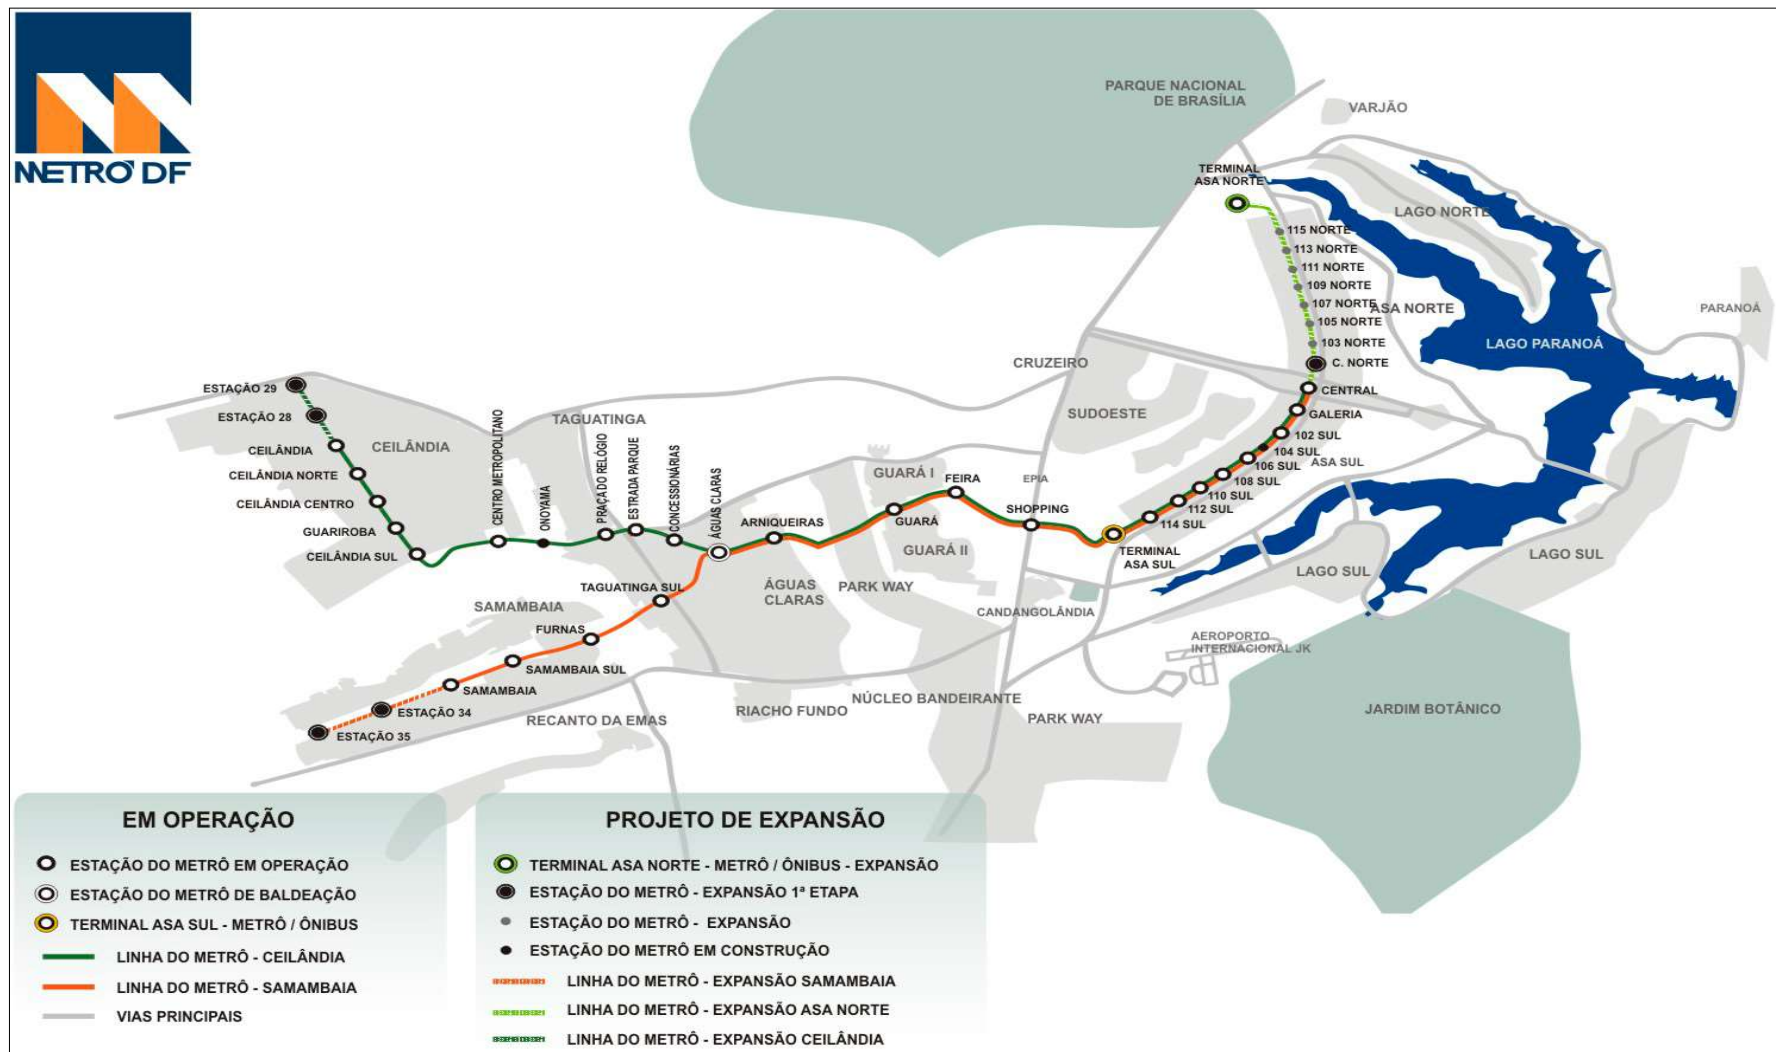 METRÔ DF
PARQUE NACIONAL
DE BRASÍLIA
VARJÃO
TERMINAL
ASA NORTE
LAGO NORTE
115 NORTE
113 NORTE
111 NORTE
109 NORTE
107 NORTE
ASA NORTE
105 NORTE
103 NORTE
C. NORTE
PARANOÁ
LAGO PARANOÁ
CRUZEIRO
SUDOESTE
CENTRAL
GALERIA
102 SUL
104 SUL
ASA SUL
106 SUL
108 SUL
110 SUL
112 SUL
114 SUL
TERMINAL
ASA SUL
ESTAÇÃO 29
ESTAÇÃO 28
CEILÂNDIA
CEILÂNDIA
CEILÂNDIA NORTE
CEILÂNDIA CENTRO
GUARIROBA
CEILÂNDIA SUL
TAGUATINGA
CENTRO METROPOLITANO
ONOYAMA
PRAÇA DO RELÓGIO
ESTRADA PARQUE
CONCESSIONÁRIAS
ÁGUAS CLARAS
ARNIQUEIRAS
GUARÁ I
GUARÁ
FEIRA
GUARÁ II
EPIA
SHOPPING
TAGUATINGA SUL
SAMAMBAIA
FURNAS
SAMAMBAIA SUL
SAMAMBAIA
ESTAÇÃO 34
ESTAÇÃO 35
ÁGUAS
CLARAS
PARK WAY
CANDANGOLÂNDIA
LAGO SUL
LAGO SUL
AEROPORTO
INTERNACIONAL JK
RECANTO DA EMAS
RIACHO FUNDO
NÚCLEO BANDEIRANTE
PARK WAY
JARDIM BOTÂNICO
EM OPERAÇÃO
ESTAÇÃO DO METRÔ EM OPERAÇÃO
ESTAÇÃO DO METRÔ DE BALDEAÇÃO
TERMINAL ASA SUL - METRÔ / ÔNIBUS
LINHA DO METRÔ - CEILÂNDIA
LINHA DO METRÔ - SAMAMBAIA
VIAS PRINCIPAIS
PROJETO DE EXPANSÃO
TERMINAL ASA NORTE - METRÔ / ÔNIBUS - EXPANSÃO
ESTAÇÃO DO METRÔ - EXPANSÃO 1ª ETAPA
ESTAÇÃO DO METRÔ - EXPANSÃO
ESTAÇÃO DO METRÔ EM CONSTRUÇÃO
LINHA DO METRÔ - EXPANSÃO SAMAMBAIA
LINHA DO METRÔ - EXPANSÃO ASA NORTE
LINHA DO METRÔ - EXPANSÃO CEILÂNDIA